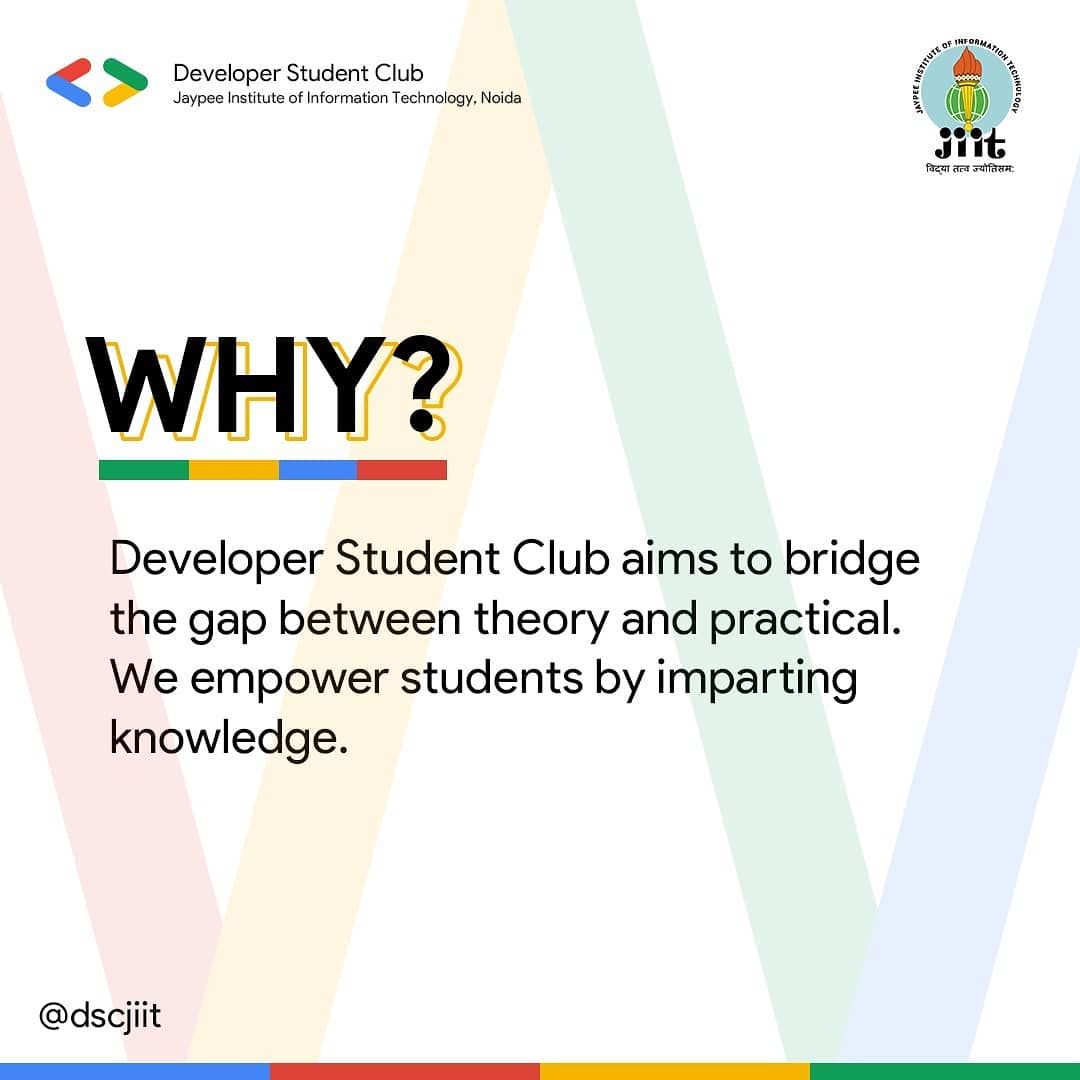 Developer Student Club
Jaypee Institute of Information Technology, Noida
JAYPEE INSTITUTE OF INFORMATION TECHNOLOGY
jiit
विद्या तत्व ज्योतिसम:
WHY?
Developer Student Club aims to bridge
the gap between theory and practical.
We empower students by imparting
knowledge.
@dscjiit